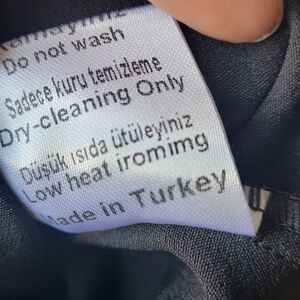 Do not wash
Sadece kuru temizleme
Dry-cleaning Only
Düşük ısıda ütüleyiniz
Low heat iromimg
Made in Turkey